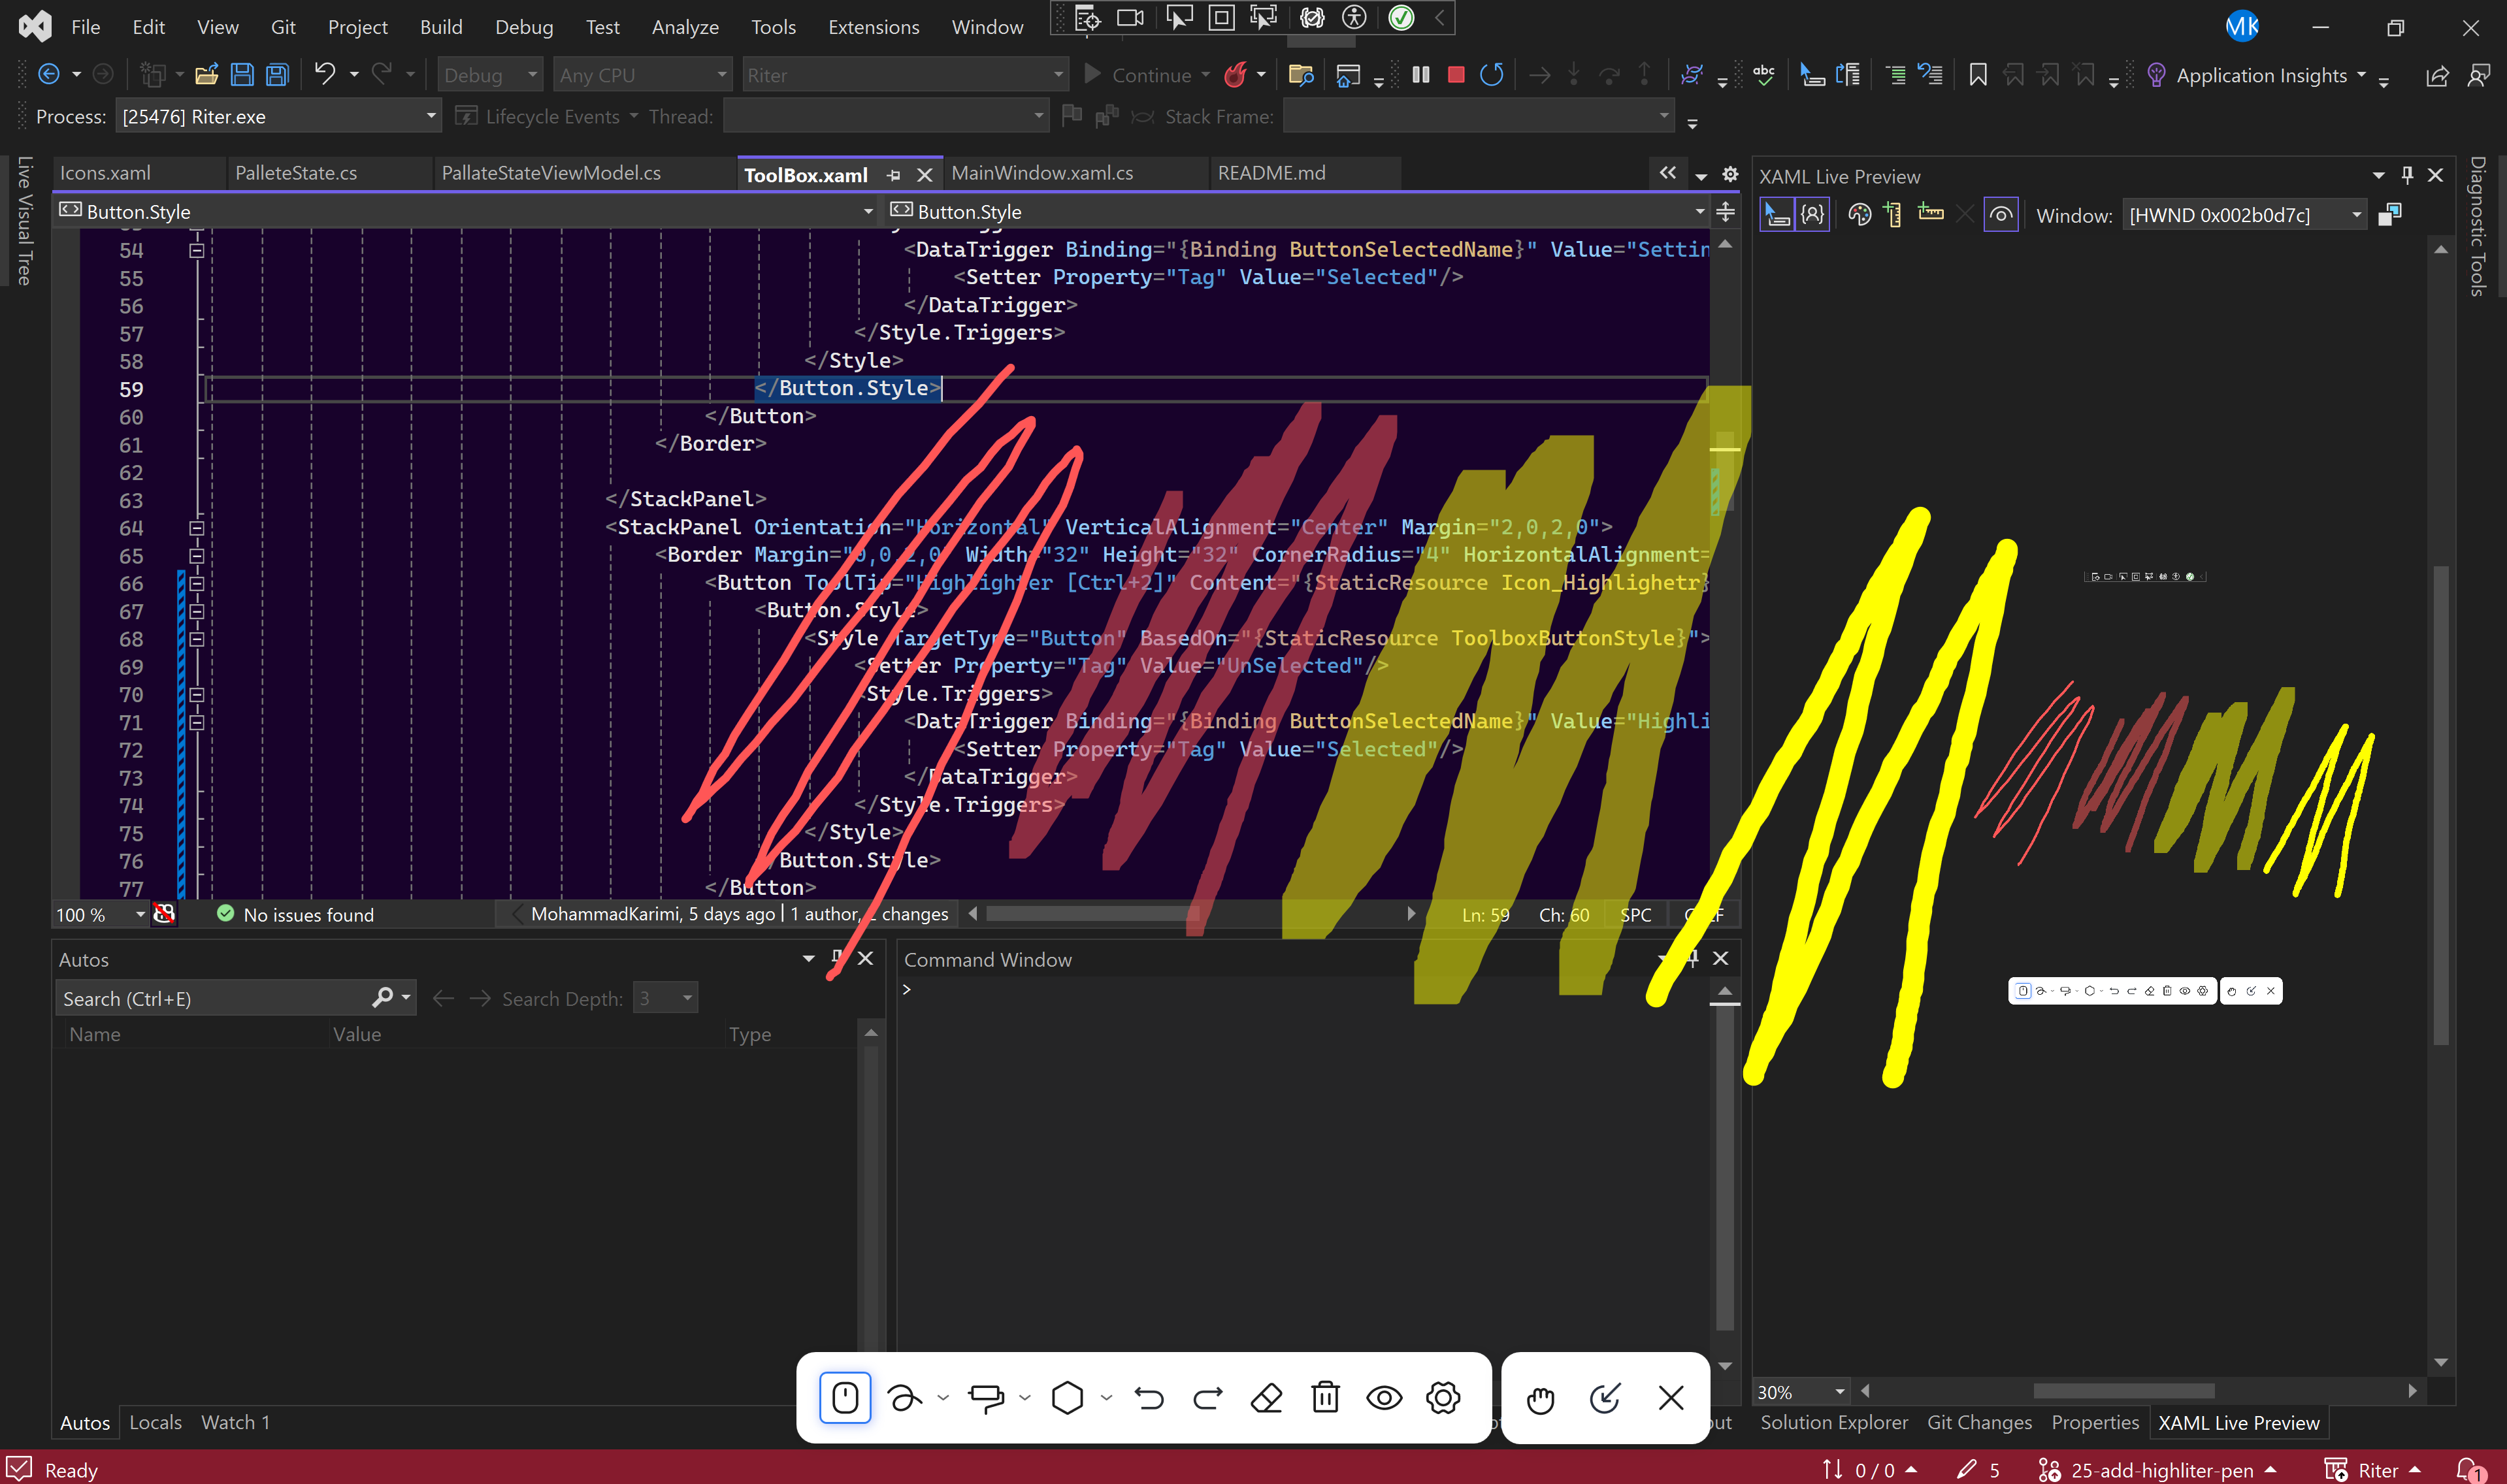 File Edit View Git Project Build Debug Test Analyze Tools Extensions Window
MK
Debug Any CPU Riter Continue Application Insights
Process: [25476] Riter.exe Lifecycle Events Thread: Stack Frame:
Live Visual Tree
Icons.xaml PalleteState.cs PallateStateViewModel.cs ToolBox.xaml MainWindow.xaml.cs README.md
Button.Style Button.Style
54 <DataTrigger Binding="{Binding ButtonSelectedName}" Value="Settin
55 <Setter Property="Tag" Value="Selected"/>
56 </DataTrigger>
57 </Style.Triggers>
58 </Style>
59 </Button.Style>
60 </Button>
61 </Border>
62
63 </StackPanel>
64 <StackPanel Orientation="Horizontal" VerticalAlignment="Center" Margin="2,0,2,0">
65 <Border Margin="0,0,2,0" Width="32" Height="32" CornerRadius="4" HorizontalAlignment=
66 <Button ToolTip="Highlighter [Ctrl+2]" Content="{StaticResource Icon_Highlighetr}
67 <Button.Style>
68 <Style TargetType="Button" BasedOn="{StaticResource ToolboxButtonStyle}">
69 <Setter Property="Tag" Value="UnSelected"/>
70 <Style.Triggers>
71 <DataTrigger Binding="{Binding ButtonSelectedName}" Value="Highli
72 <Setter Property="Tag" Value="Selected"/>
73 </DataTrigger>
74 </Style.Triggers>
75 </Style>
76 </Button.Style>
77 </Button>
100 % No issues found MohammadKarimi, 5 days ago | 1 author, 2 changes Ln: 59 Ch: 60 SPC
XAML Live Preview
Window: [HWND 0x002b0d7c]
Diagnostic Tools
Autos
Search (Ctrl+E) Search Depth: 3
Name Value Type
Command Window
>
30%
Autos Locals Watch 1
Solution Explorer Git Changes Properties XAML Live Preview
Ready 0 / 0 5 25-add-highliter-pen Riter 1